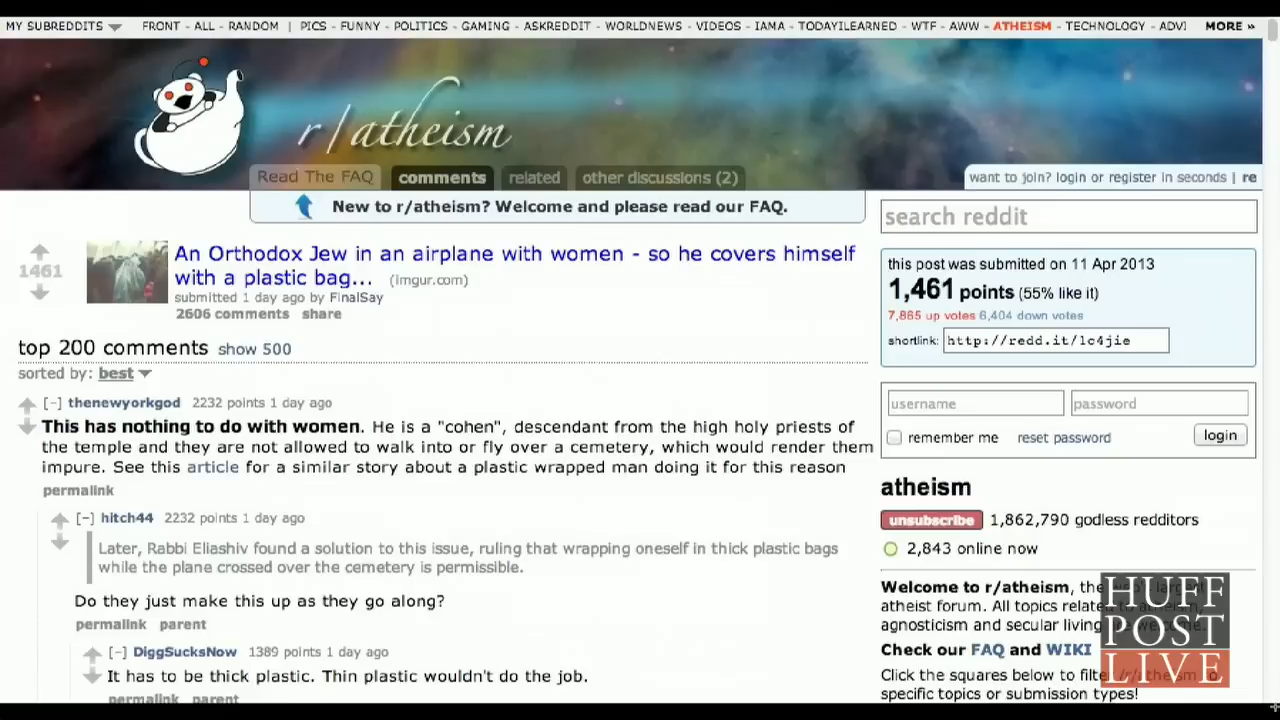 MY SUBREDDITS FRONT - ALL - RANDOM | PICS - FUNNY - POLITICS - GAMING - ASKREDDIT - WORLDNEWS - VIDEOS - IAMA - TODAYILEARNED - WTF - AWW - ATHEISM - TECHNOLOGY - ADVI MORE »
r/atheism
Read The FAQ comments related other discussions (2)
want to join? login or register in seconds | re
New to r/atheism? Welcome and please read our FAQ.
search reddit
1461
An Orthodox Jew in an airplane with women - so he covers himself
with a plastic bag... (imgur.com)
submitted 1 day ago by FinalSay
2606 comments share
this post was submitted on 11 Apr 2013
1,461 points (55% like it)
7,865 up votes 6,404 down votes
shortlink: http://redd.it/1c4jie
top 200 comments show 500
sorted by: best
username password
remember me reset password login
[-] thenewyorkgod 2232 points 1 day ago
This has nothing to do with women. He is a "cohen", descendant from the high holy priests of
the temple and they are not allowed to walk into or fly over a cemetery, which would render them
impure. See this article for a similar story about a plastic wrapped man doing it for this reason
permalink
[-] hitch44 2232 points 1 day ago
Later, Rabbi Eliashiv found a solution to this issue, ruling that wrapping oneself in thick plastic bags
while the plane crossed over the cemetery is permissible.
Do they just make this up as they go along?
permalink parent
[-] DiggSucksNow 1389 points 1 day ago
It has to be thick plastic. Thin plastic wouldn't do the job.
permalink parent
atheism
unsubscribe 1,862,790 godless redditors
2,843 online now
Welcome to r/atheism, the
atheist forum. All topics related to atheism,
agnosticism and secular living are welcome.
Check our FAQ and WIKI
Click the squares below to filter /r/atheism to
specific topics or submission types!
HUFF
POST
LIVE